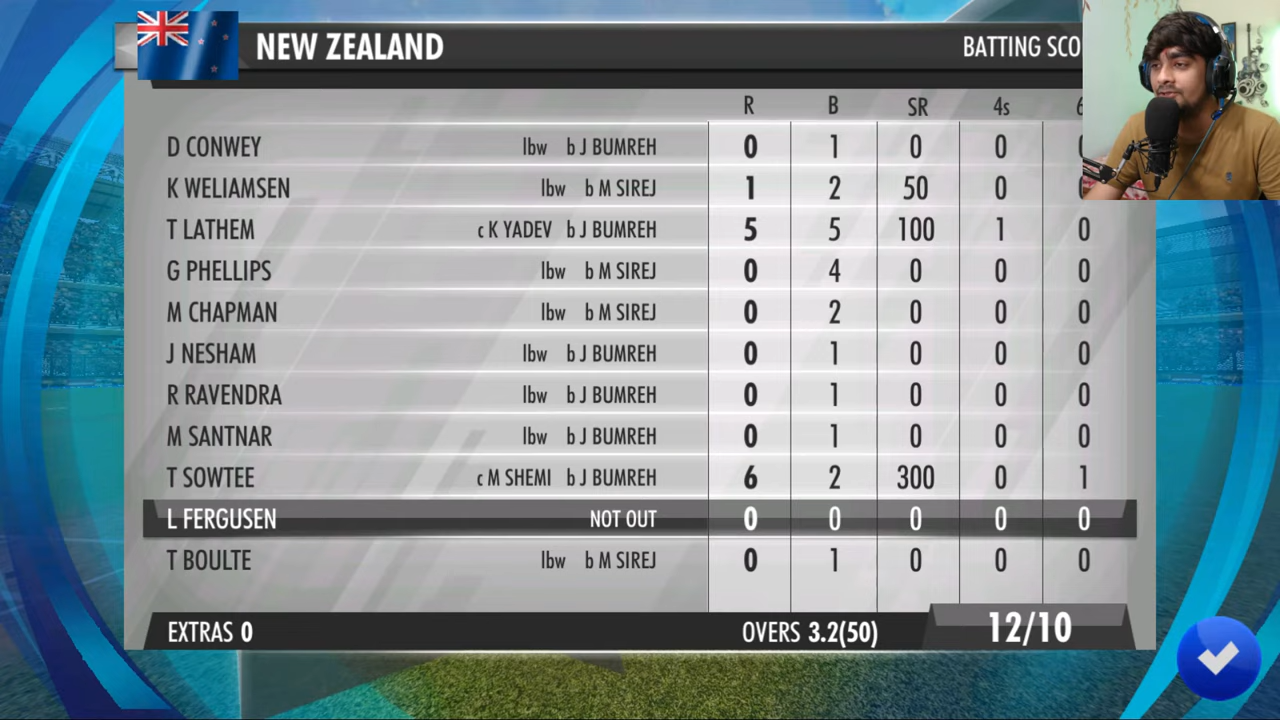 NEW ZEALAND BATTING SCO
R B SR 4s 6
D CONWEY lbw b J BUMREH 0 1 0 0
K WELIAMSEN lbw b M SIREJ 1 2 50 0
T LATHEM c K YADEV b J BUMREH 5 5 100 1 0
G PHELLIPS lbw b M SIREJ 0 4 0 0 0
M CHAPMAN lbw b M SIREJ 0 2 0 0 0
J NESHAM lbw b J BUMREH 0 1 0 0 0
R RAVENDRA lbw b J BUMREH 0 1 0 0 0
M SANTNAR lbw b J BUMREH 0 1 0 0 0
T SOWTEE c M SHEMI b J BUMREH 6 2 300 0 1
L FERGUSEN NOT OUT 0 0 0 0 0
T BOULTE lbw b M SIREJ 0 1 0 0 0
EXTRAS 0 OVERS 3.2(50) 12/10